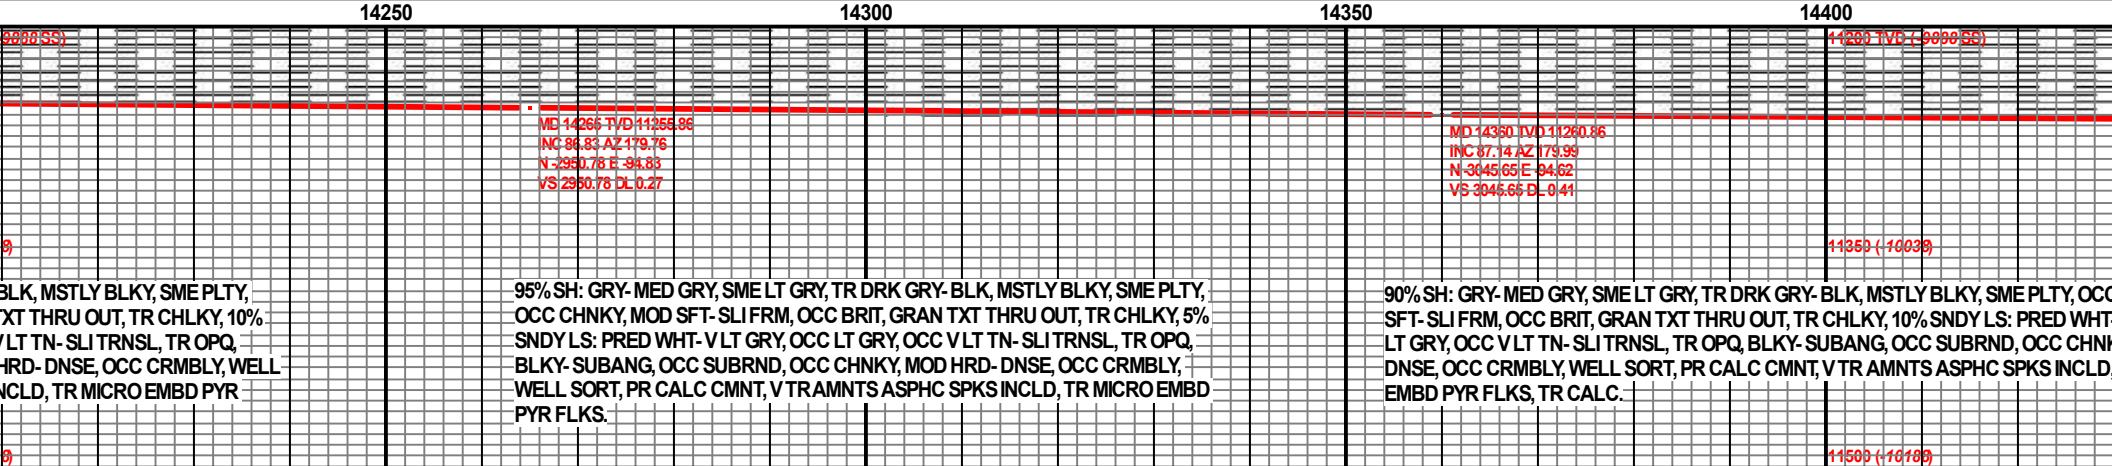 14250 14300 14350 14400
9888 SS)
11200 TVD (-9888 SS)
MD 14265 TVD 11255.86
INC 86.83 AZ 179.76
N -2950.78 E -94.83
VS 2950.78 DL 0.27
MD 14360 TVD 11260.86
INC 87.14 AZ 179.99
N -3045.65 E -94.62
VS 3045.65 DL 0.41
8)
11350 (-10038)
BLK, MSTLY BLKY, SME PLTY,
TXT THRU OUT, TR CHLKY, 10%
V LT TN- SLI TRNSL, TR OPQ,
HRD- DNSE, OCC CRMBLY, WELL
NCLD, TR MICRO EMBD PYR
95% SH: GRY- MED GRY, SME LT GRY, TR DRK GRY- BLK, MSTLY BLKY, SME PLTY,
OCC CHNKY, MOD SFT- SLI FRM, OCC BRIT, GRAN TXT THRU OUT, TR CHLKY, 5%
SNDY LS: PRED WHT- V LT GRY, OCC LT GRY, OCC V LT TN- SLI TRNSL, TR OPQ,
BLKY- SUBANG, OCC SUBRND, OCC CHNKY, MOD HRD- DNSE, OCC CRMBLY,
WELL SORT, PR CALC CMNT, V TR AMNTS ASPHC SPKS INCLD, TR MICRO EMBD
PYR FLKS.
90% SH: GRY- MED GRY, SME LT GRY, TR DRK GRY- BLK, MSTLY BLKY, SME PLTY, OCC
SFT- SLI FRM, OCC BRIT, GRAN TXT THRU OUT, TR CHLKY, 10% SNDY LS: PRED WHT-
LT GRY, OCC V LT TN- SLI TRNSL, TR OPQ, BLKY- SUBANG, OCC SUBRND, OCC CHNK
DNSE, OCC CRMBLY, WELL SORT, PR CALC CMNT, V TR AMNTS ASPHC SPKS INCLD,
EMBD PYR FLKS, TR CALC.
8)
11500 (-10188)